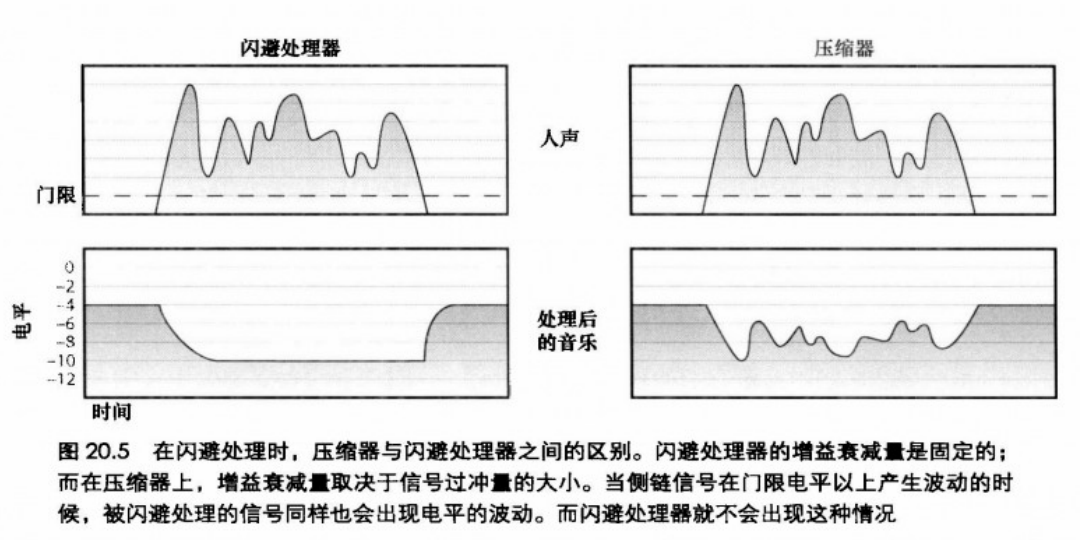 闪避处理器
压缩器
人声
门限
0
-2
-4
-6
-8
-10
-12
电平
处理后
的音乐
时间
图 20.5 在闪避处理时，压缩器与闪避处理器之间的区别。闪避处理器的增益衰减量是固定的；
而在压缩器上，增益衰减量取决于信号过冲量的大小。当侧链信号在门限电平以上产生波动的时
候，被闪避处理的信号同样也会出现电平的波动。而闪避处理器就不会出现这种情况